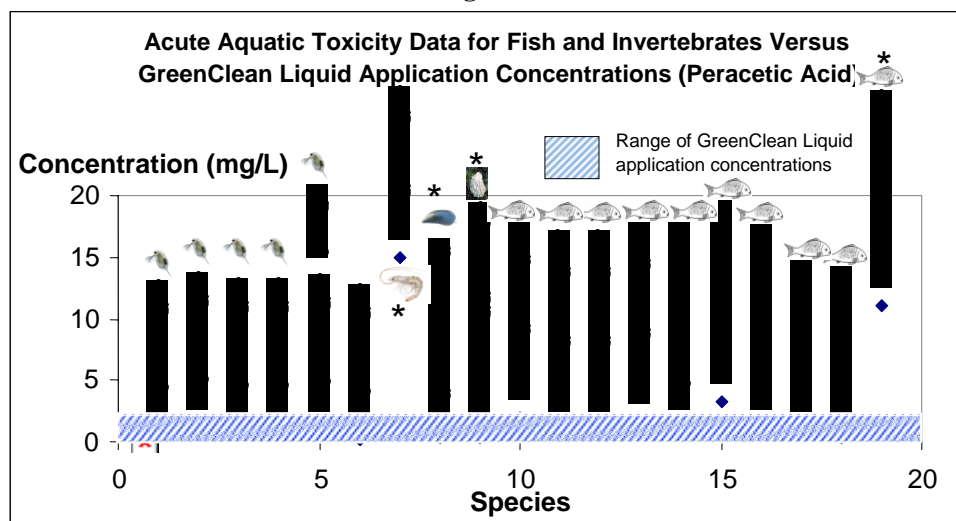 Acute Aquatic Toxicity Data for Fish and Invertebrates Versus
GreenClean Liquid Application Concentrations (Peracetic Acid)
*
Range of GreenClean Liquid
application concentrations
Concentration (mg/L)
*
*
20
15
*
10
5
0
0
5
10
15
20
Species